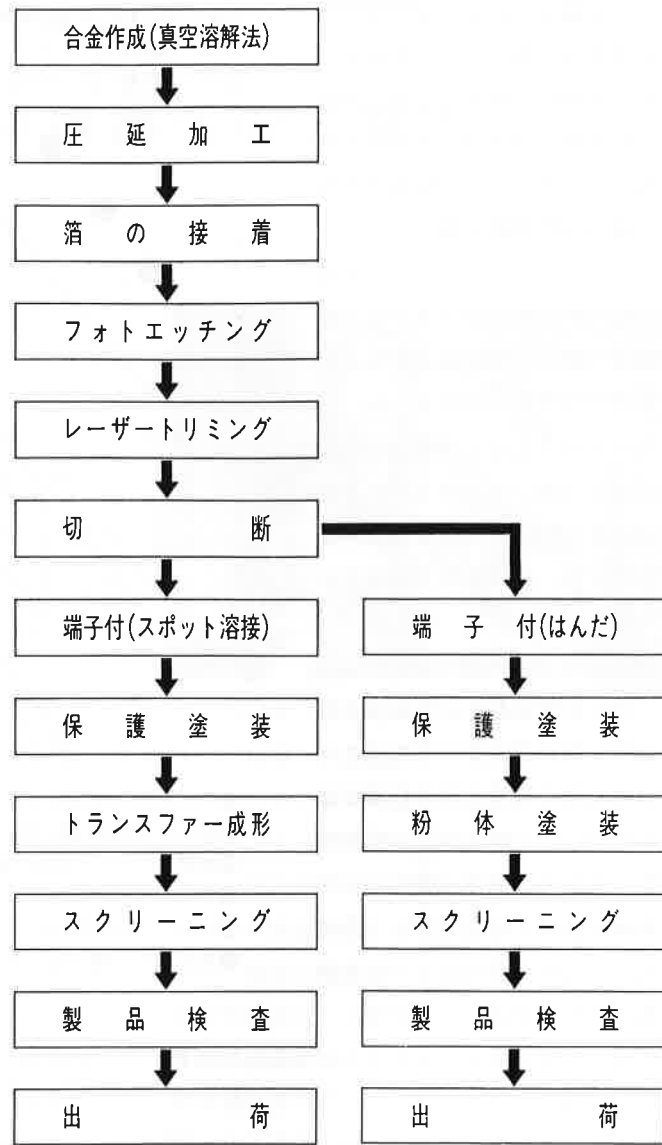 合金作成(真空溶解法)
圧延加工
箔の接着
フォトエッチング
レーザートリミング
切断
端子付(スポット溶接)
保護塗装
トランスファー成形
スクリーニング
製品検査
出荷
端子付(はんだ)
保護塗装
粉体塗装
スクリーニング
製品検査
出荷